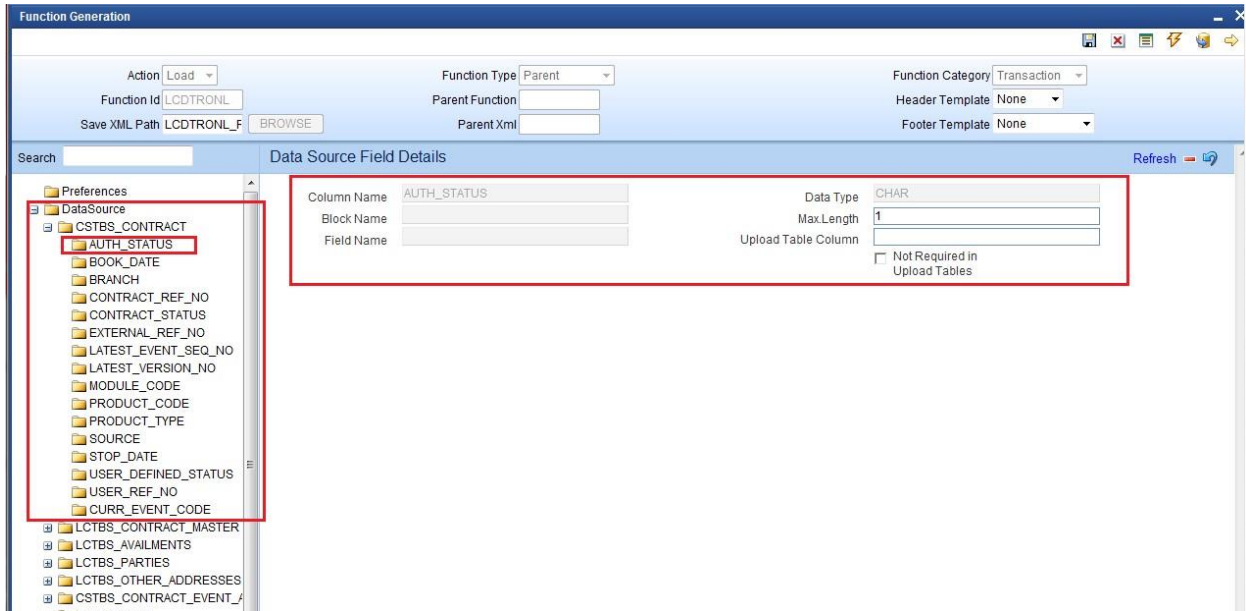 Function Generation
Action Load
Function Type Parent
Function Category Transaction
Function Id LCDTRONL
Parent Function
Header Template None
Save XML Path LCDTRONL_F BROWSE
Parent Xml
Footer Template None
Search
Data Source Field Details
Refresh
Preferences
DataSource
CSTBS_CONTRACT
AUTH_STATUS
BOOK_DATE
BRANCH
CONTRACT_REF_NO
CONTRACT_STATUS
EXTERNAL_REF_NO
LATEST_EVENT_SEQ_NO
LATEST_VERSION_NO
MODULE_CODE
PRODUCT_CODE
PRODUCT_TYPE
SOURCE
STOP_DATE
USER_DEFINED_STATUS
USER_REF_NO
CURR_EVENT_CODE
LCTBS_CONTRACT_MASTER
LCTBS_AVAILMENTS
LCTBS_PARTIES
LCTBS_OTHER_ADDRESSES
CSTBS_CONTRACT_EVENT_
Column Name AUTH_STATUS
Data Type CHAR
Block Name
Max.Length 1
Field Name
Upload Table Column
Not Required in
Upload Tables